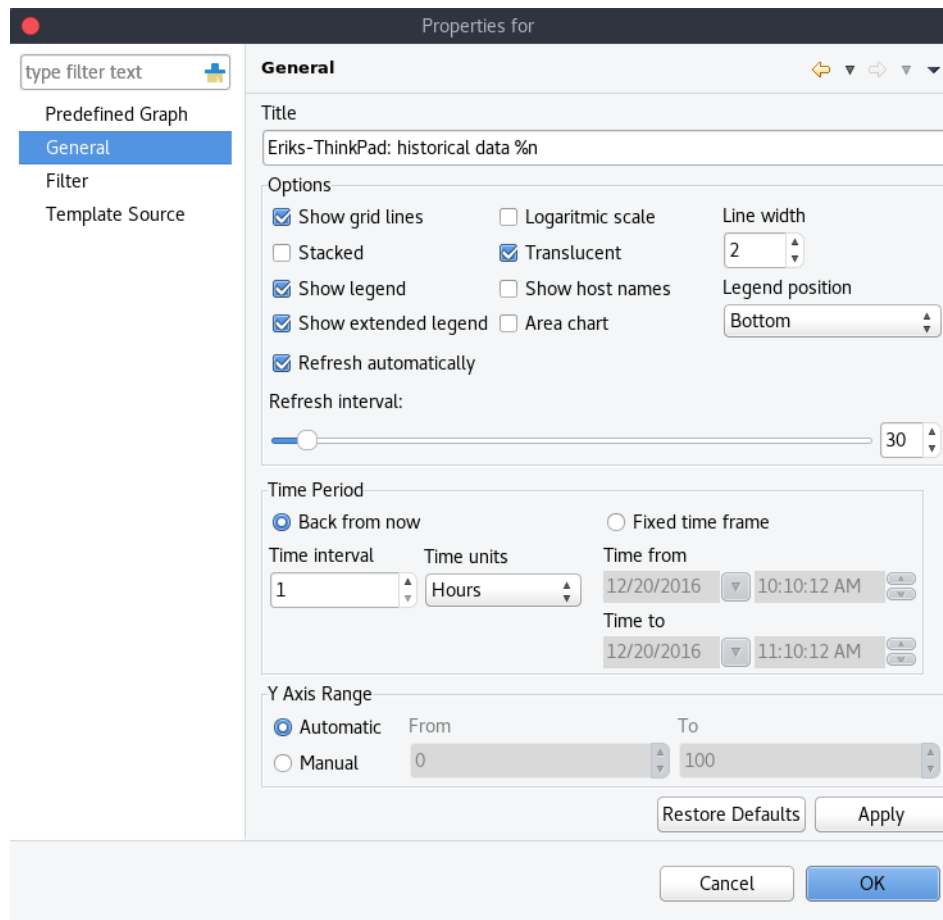 Properties for
type filter text
Predefined Graph
General
Filter
Template Source
General
Title
Eriks-ThinkPad: historical data %n
Options
Show grid lines
Logaritmic scale
Line width
Stacked
Translucent
2
Show legend
Show host names
Legend position
Show extended legend
Area chart
Bottom
Refresh automatically
Refresh interval:
30
Time Period
Back from now
Fixed time frame
Time interval
Time units
Time from
1
Hours
12/20/2016
10:10:12 AM
Time to
12/20/2016
11:10:12 AM
Y Axis Range
Automatic
From
To
Manual
0
100
Restore Defaults
Apply
Cancel
OK